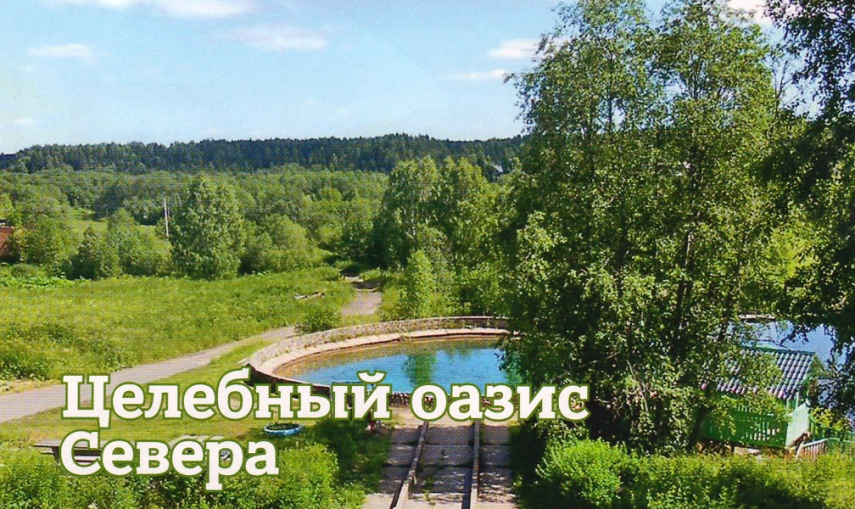 Целебный оазис
Севера